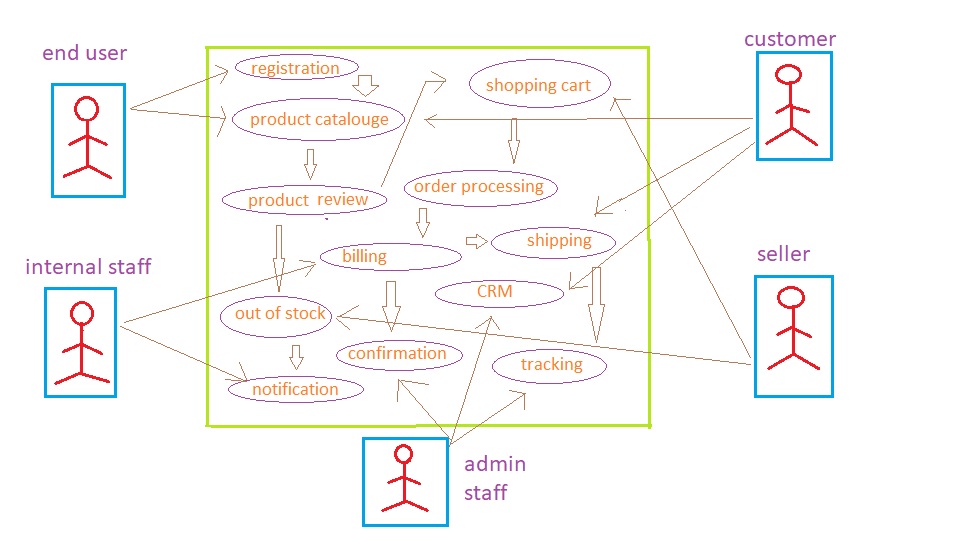 end user
customer
registration
shopping cart
product catalouge
order processing
product review
shipping
billing
internal staff
seller
CRM
out of stock
confirmation
tracking
notification
admin
staff